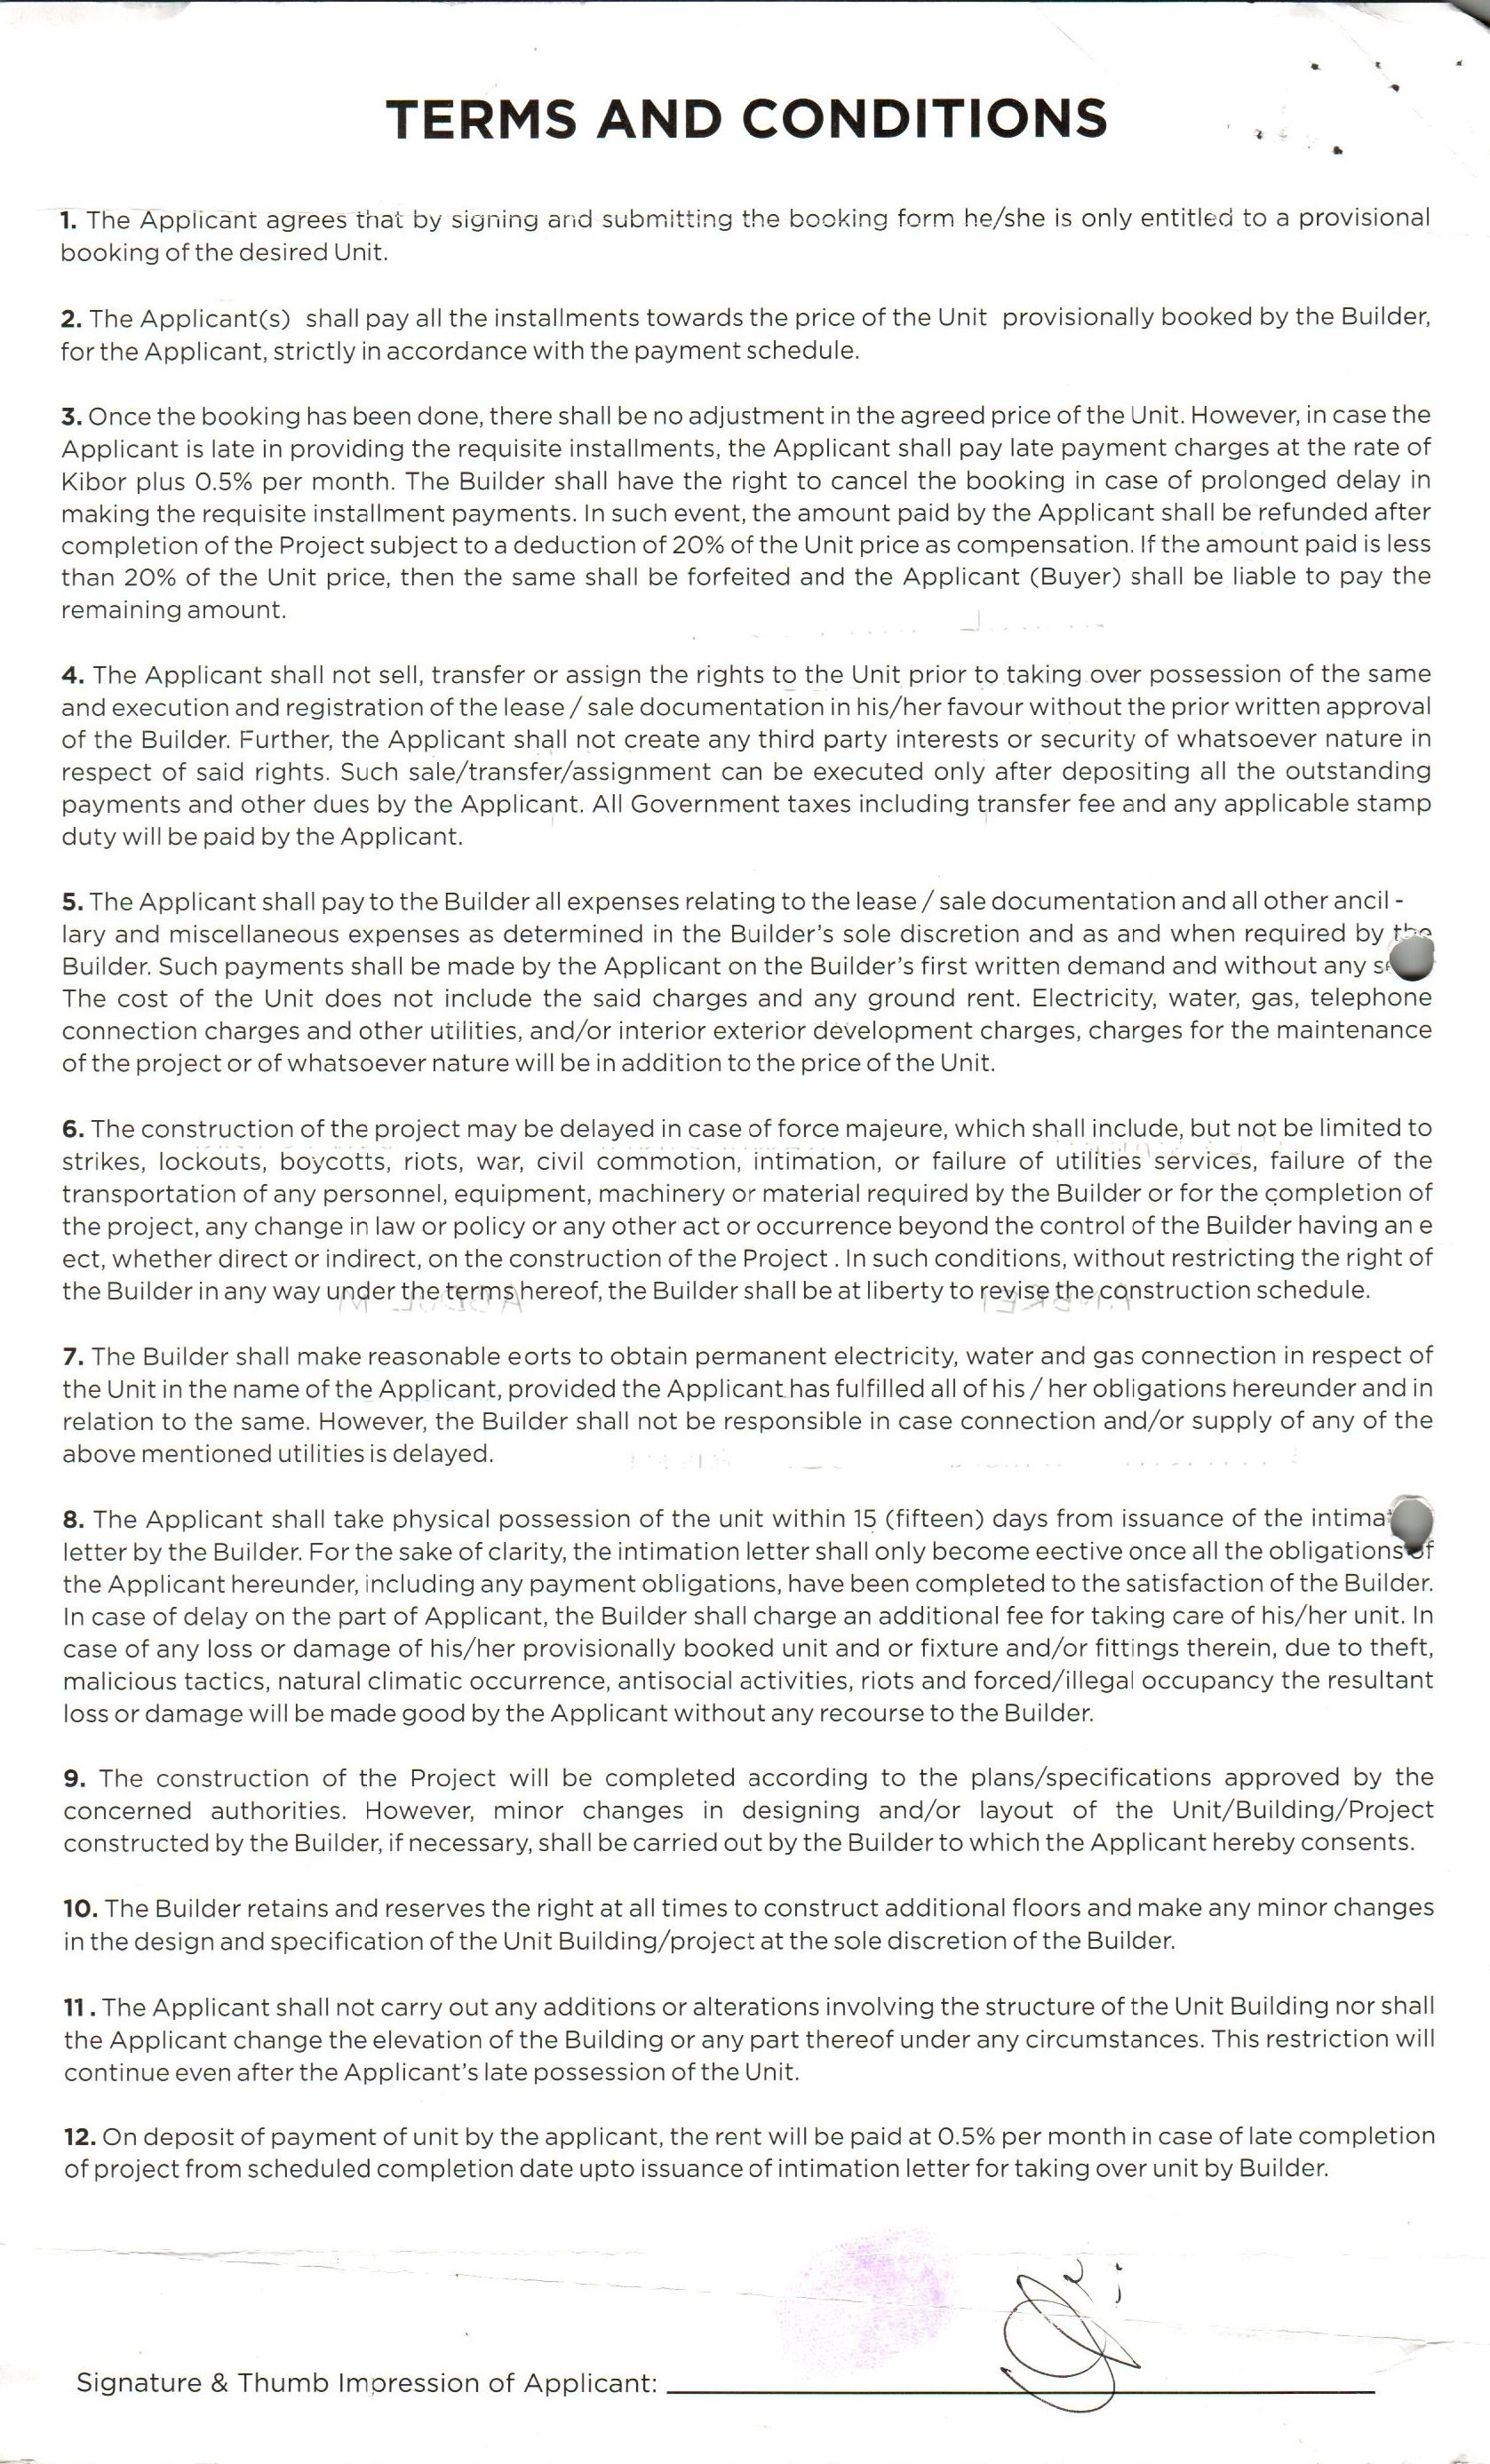 TERMS AND CONDITIONS
1. The Applicant agrees that by signing and submitting the booking form he/she is only entitled to a provisional
booking of the desired Unit.
2. The Applicant(s) shall pay all the installments towards the price of the Unit provisionally booked by the Builder,
for the Applicant, strictly in accordance with the payment schedule.
3. Once the booking has been done, there shall be no adjustment in the agreed price of the Unit. However, in case the
Applicant is late in providing the requisite installments, the Applicant shall pay late payment charges at the rate of
Kibor plus 0.5% per month. The Builder shall have the right to cancel the booking in case of prolonged delay in
making the requisite installment payments. In such event, the amount paid by the Applicant shall be refunded after
completion of the Project subject to a deduction of 20% of the Unit price as compensation. If the amount paid is less
than 20% of the Unit price, then the same shall be forfeited and the Applicant (Buyer) shall be liable to pay the
remaining amount.
4. The Applicant shall not sell, transfer or assign the rights to the Unit prior to taking over possession of the same
and execution and registration of the lease / sale documentation in his/her favour without the prior written approval
of the Builder. Further, the Applicant shall not create any third party interests or security of whatsoever nature in
respect of said rights. Such sale/transfer/assignment can be executed only after depositing all the outstanding
payments and other dues by the Applicant. All Government taxes including transfer fee and any applicable stamp
duty will be paid by the Applicant.
5. The Applicant shall pay to the Builder all expenses relating to the lease / sale documentation and all other ancil -
lary and miscellaneous expenses as determined in the Builder's sole discretion and as and when required by the
Builder. Such payments shall be made by the Applicant on the Builder's first written demand and without any
The cost of the Unit does not include the said charges and any ground rent. Electricity, water, gas, telephone
connection charges and other utilities, and/or interior exterior development charges, charges for the maintenance
of the project or of whatsoever nature will be in addition to the price of the Unit.
6. The construction of the project may be delayed in case of force majeure, which shall include, but not be limited to
strikes, lockouts, boycotts, riots, war, civil commotion, intimation, or failure of utilities services, failure of the
transportation of any personnel, equipment, machinery or material required by the Builder or for the completion of
the project, any change in law or policy or any other act or occurrence beyond the control of the Builder having an e
ect, whether direct or indirect, on the construction of the Project . In such conditions, without restricting the right of
the Builder in any way under the terms hereof, the Builder shall be at liberty to revise the construction schedule.
7. The Builder shall make reasonable eorts to obtain permanent electricity, water and gas connection in respect of
the Unit in the name of the Applicant, provided the Applicant has fulfilled all of his / her obligations hereunder and in
relation to the same. However, the Builder shall not be responsible in case connection and/or supply of any of the
above mentioned utilities is delayed.
8. The Applicant shall take physical possession of the unit within 15 (fifteen) days from issuance of the
letter by the Builder. For the sake of clarity, the intimation letter shall only become eective once all the obligations of
the Applicant hereunder, including any payment obligations, have been completed to the satisfaction of the Builder.
In case of delay on the part of Applicant, the Builder shall charge an additional fee for taking care of his/her unit. In
case of any loss or damage of his/her provisionally booked unit and or fixture and/or fittings therein, due to theft,
malicious tactics, natural climatic occurrence, antisocial activities, riots and forced/illegal occupancy the resultant
loss or damage will be made good by the Applicant without any recourse to the Builder.
9. The construction of the Project will be completed according to the plans/specifications approved by the
concerned authorities. However, minor changes in designing and/or layout of the Unit/Building/Project
constructed by the Builder, if necessary, shall be carried out by the Builder to which the Applicant hereby consents.
10. The Builder retains and reserves the right at all times to construct additional floors and make any minor changes
in the design and specification of the Unit Building/project at the sole discretion of the Builder.
11 . The Applicant shall not carry out any additions or alterations involving the structure of the Unit Building nor shall
the Applicant change the elevation of the Building or any part thereof under any circumstances. This restriction will
continue even after the Applicant's late possession of the Unit.
12. On deposit of payment of unit by the applicant, the rent will be paid at 0.5% per month in case of late completion
of project from scheduled completion date upto issuance of intimation letter for taking over unit by Builder.
Signature & Thumb Impression of Applicant: